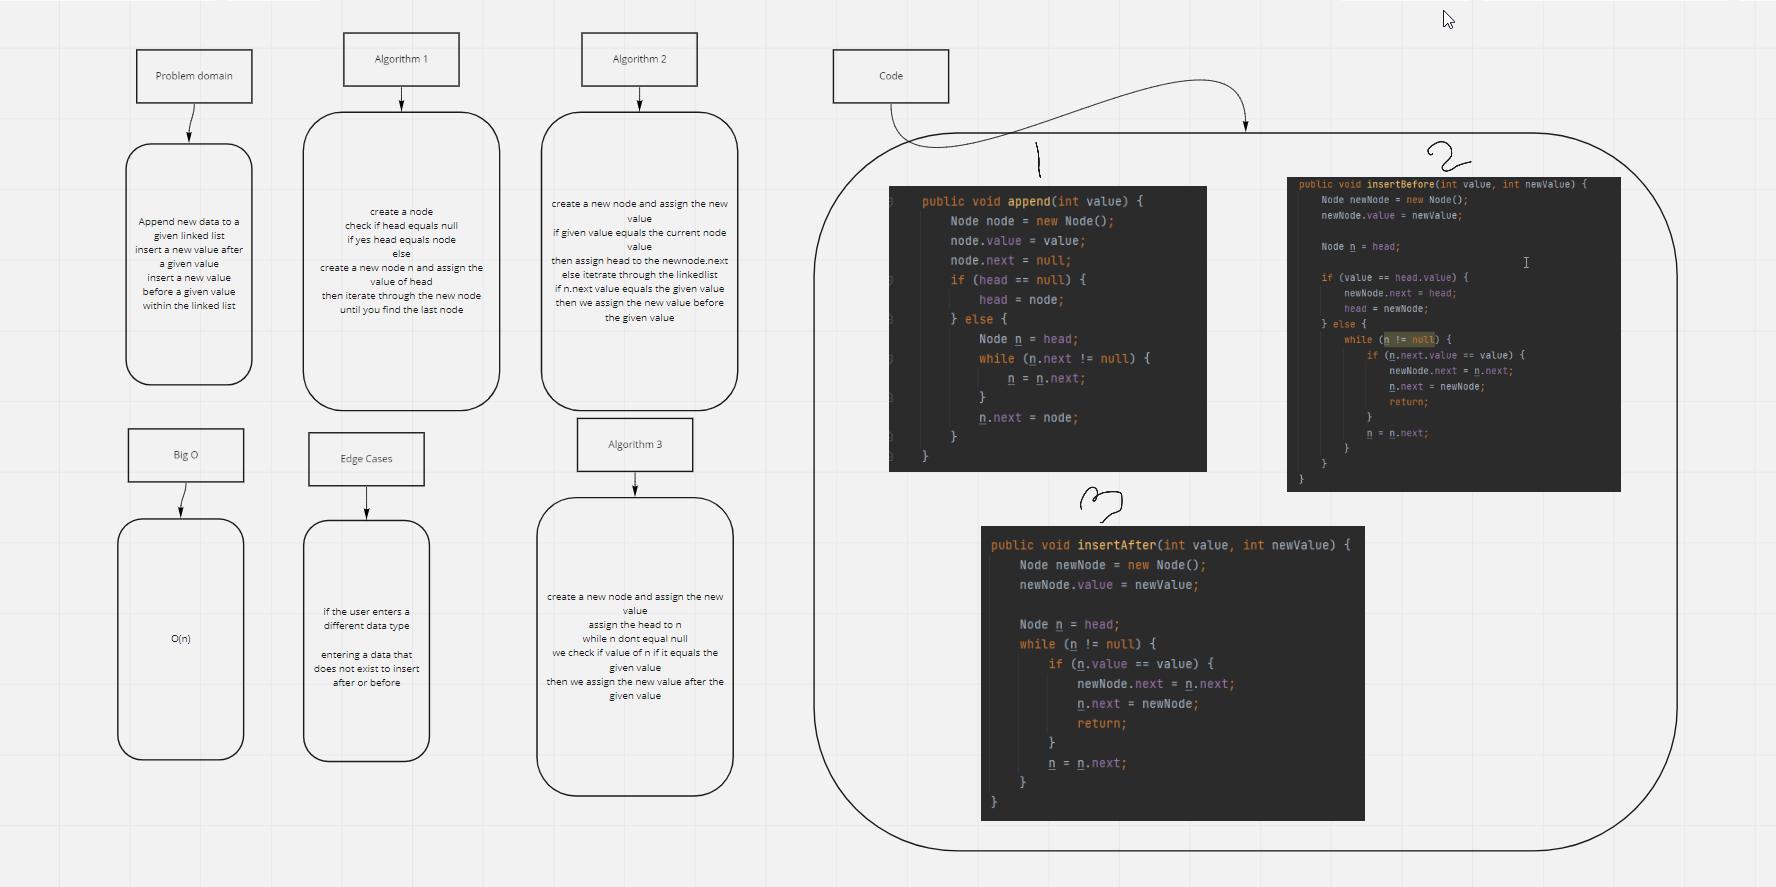 Problem domain
Append new data to a
given linked list
insert a new value after
a given value
insert a new value
before a given value
within the linked list
Algorithm 1
create a node
check if head equals null
if yes head equals node
else
create a new node n and assign the
value of head
then iterate through the new node
until you find the last node
Algorithm 2
create a new node and assign the new
value
if given value equals the current node
value
then assign head to the newnode.next
else itetrate through the linkedlist
if n.next value equals the given value
then we assign the new value before
the given value
Big O
O(n)
Edge Cases
if the user enters a
different data type
entering a data that
does not exist to insert
after or before
Algorithm 3
create a new node and assign the new
value
assign the head to n
while n dont equal null
we check if value of n if it equals the
given value
then we assign the new value after the
given value
Code
1
public void append(int value) {
Node node = new Node();
node.value = value;
node.next = null;
if (head == null) {
head = node;
} else {
Node n = head;
while (n.next != null) {
n = n.next;
}
n.next = node;
}
}
2
public void insertBefore(int value, int newValue) {
Node newNode = new Node();
newNode.value = newValue;
Node n = head;
if (value == head.value) {
newNode.next = head;
head = newNode;
} else {
while (n != null) {
if (n.next.value == value) {
newNode.next = n.next;
n.next = newNode;
return;
}
n = n.next;
}
}
}
3
public void insertAfter(int value, int newValue) {
Node newNode = new Node();
newNode.value = newValue;
Node n = head;
while (n != null) {
if (n.value == value) {
newNode.next = n.next;
n.next = newNode;
return;
}
n = n.next;
}
}